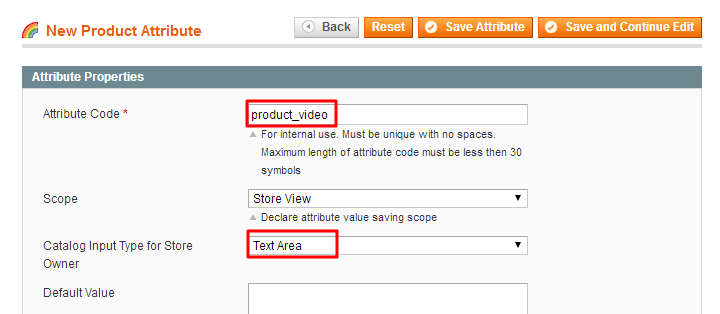 New Product Attribute
Back
Reset
Save Attribute
Save and Continue Edit
Attribute Properties
Attribute Code *
product_video
For internal use. Must be unique with no spaces.
Maximum length of attribute code must be less then 30
symbols
Scope
Store View
Declare attribute value saving scope
Catalog Input Type for Store
Owner
Text Area
Default Value